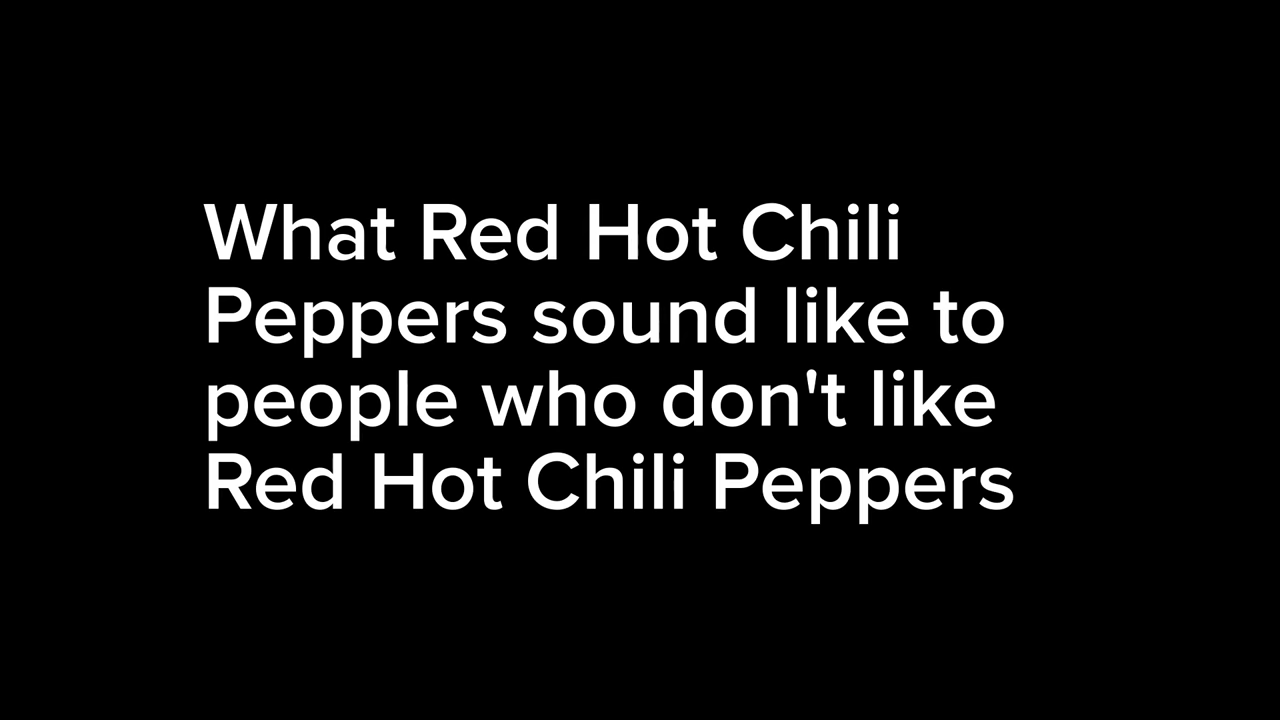 What Red Hot Chili
Peppers sound like to
people who don't like
Red Hot Chili Peppers